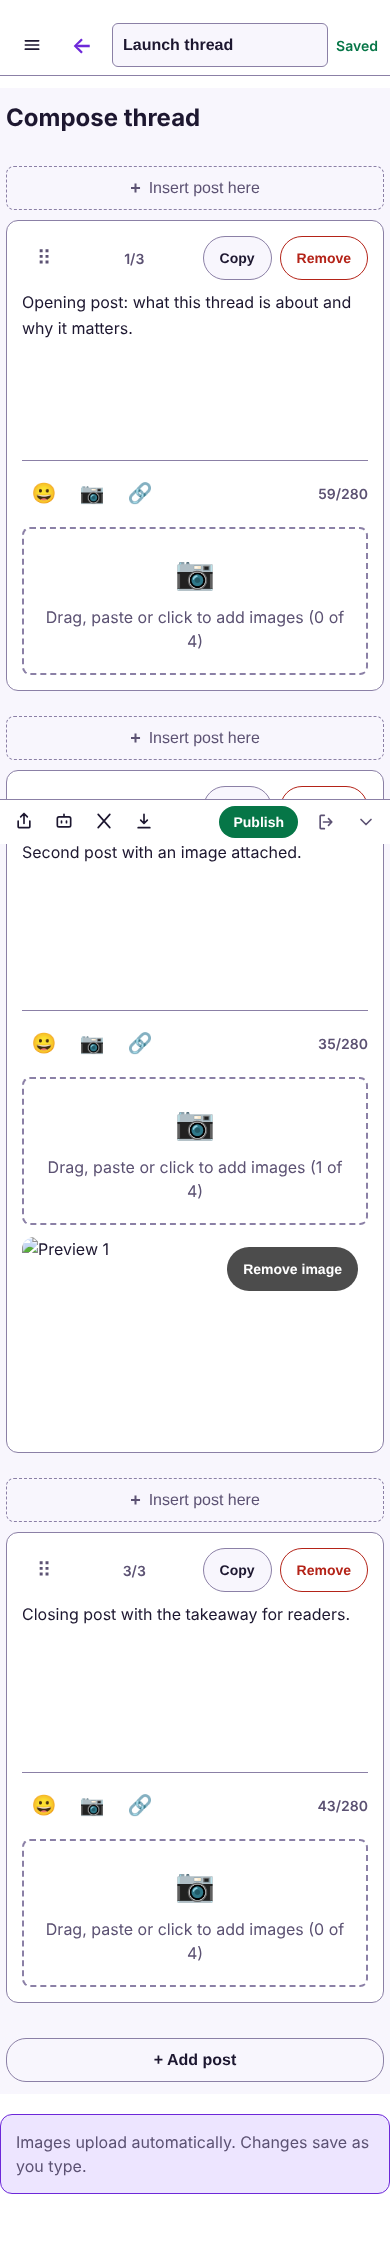 Launch thread
Saved
Compose thread
+ Insert post here
1/3
Copy
Remove
Opening post: what this thread is about and
why it matters.
59/280
Drag, paste or click to add images (0 of
4)
+ Insert post here
Publish
Second post with an image attached.
35/280
Drag, paste or click to add images (1 of
4)
Preview 1
Remove image
+ Insert post here
3/3
Copy
Remove
Closing post with the takeaway for readers.
43/280
Drag, paste or click to add images (0 of
4)
+ Add post
Images upload automatically. Changes save as
you type.